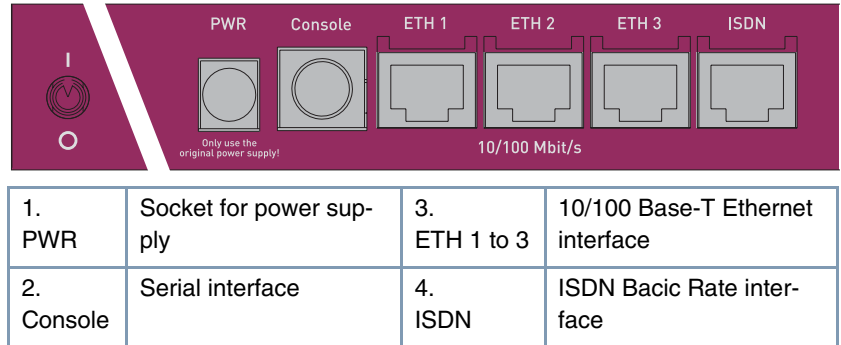 PWR Console ETH 1 ETH 2 ETH 3 ISDN
I
O
Only use the
original power supply!
10/100 Mbit/s
1.
PWR
Socket for power sup-
ply
3.
ETH 1 to 3
10/100 Base-T Ethernet
interface
2.
Console
Serial interface
4.
ISDN
ISDN Bacic Rate inter-
face